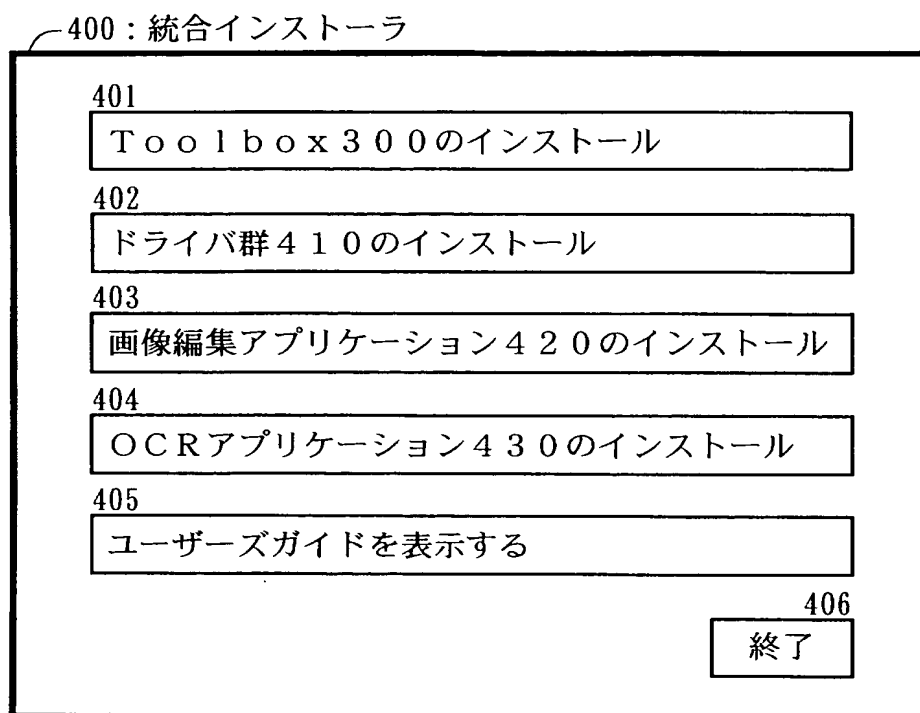 400：統合インストーラ
401
Ｔｏｏｌｂｏｘ３００のインストール
402
ドライバ群４１０のインストール
403
画像編集アプリケーション４２０のインストール
404
ＯＣＲアプリケーション４３０のインストール
405
ユーザーズガイドを表示する
406
終了